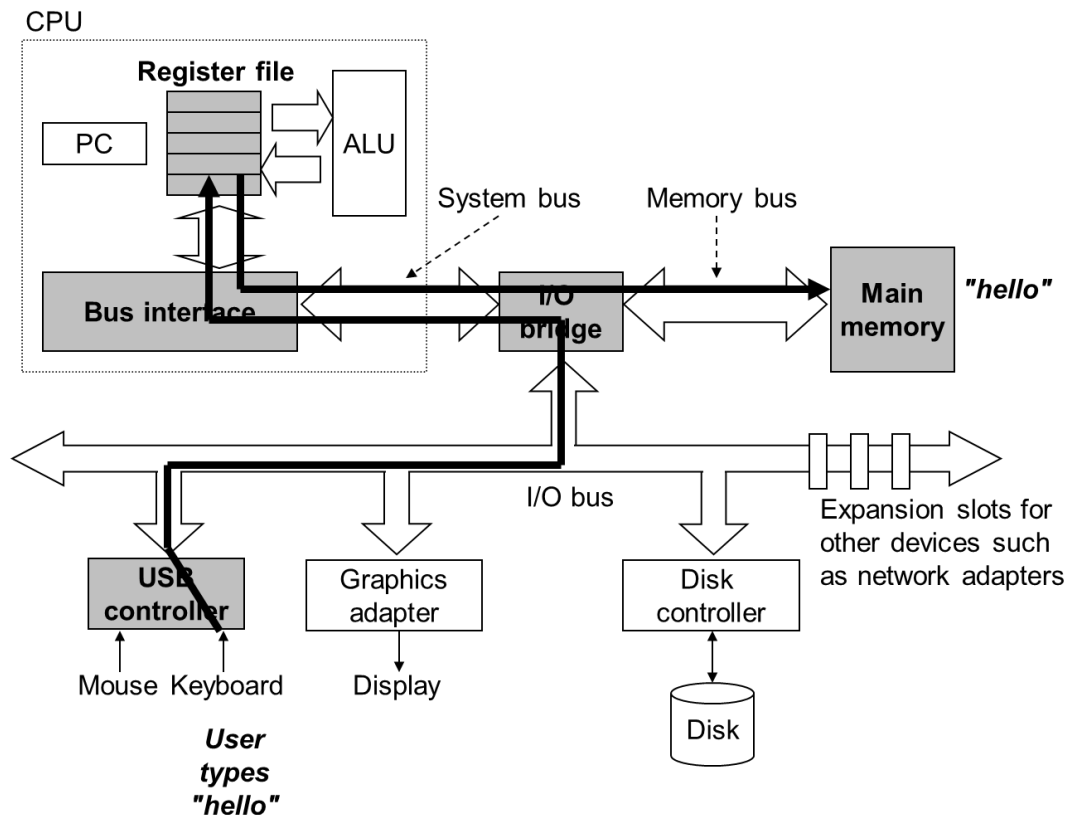 CPU
Register file
PC
ALU
System bus
Memory bus
Bus interface
I/O
bridge
Main
memory
"hello"
I/O bus
Expansion slots for
other devices such
as network adapters
USB
controller
Graphics
adapter
Disk
controller
Mouse
Keyboard
Display
Disk
User
types
"hello"